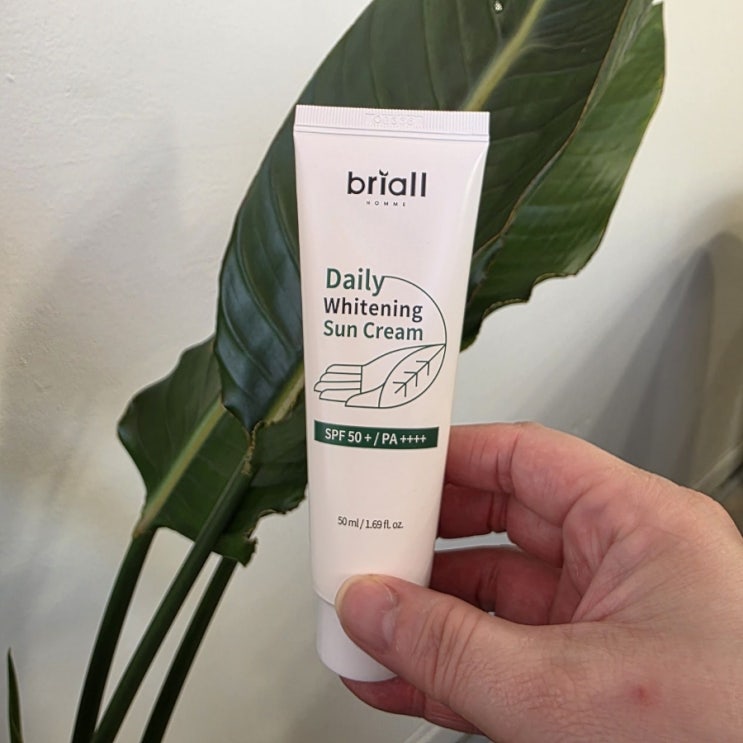 briall
HOMME
Daily
Whitening
Sun Cream
SPF 50 + / PA ++++
50 ml / 1.69 fl. oz.